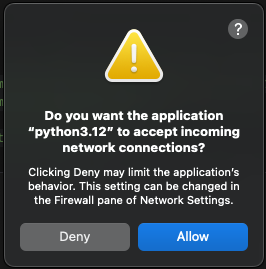 ?
Do you want the application
“python3.12” to accept incoming
network connections?
Clicking Deny may limit the application’s
behavior. This setting can be changed in
the Firewall pane of Network Settings.
Deny
Allow